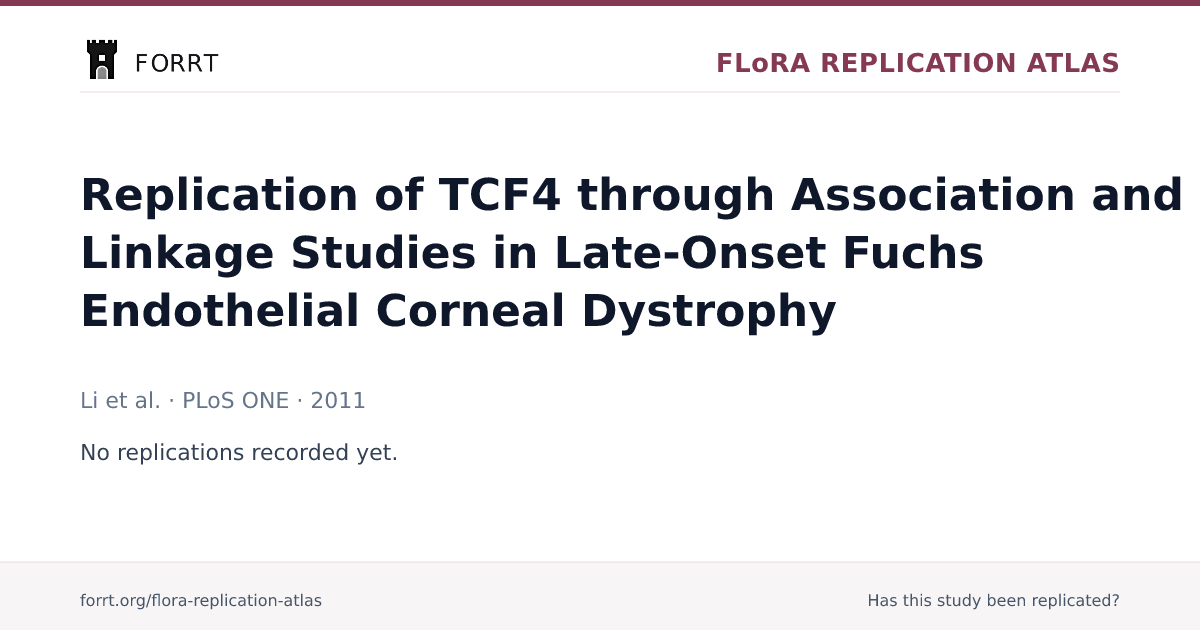 FORRT
FLoRA REPLICATION ATLAS
Replication of TCF4 through Association and
Linkage Studies in Late-Onset Fuchs
Endothelial Corneal Dystrophy
Li et al. · PLoS ONE · 2011
No replications recorded yet.
forrt.org/flora-replication-atlas
Has this study been replicated?